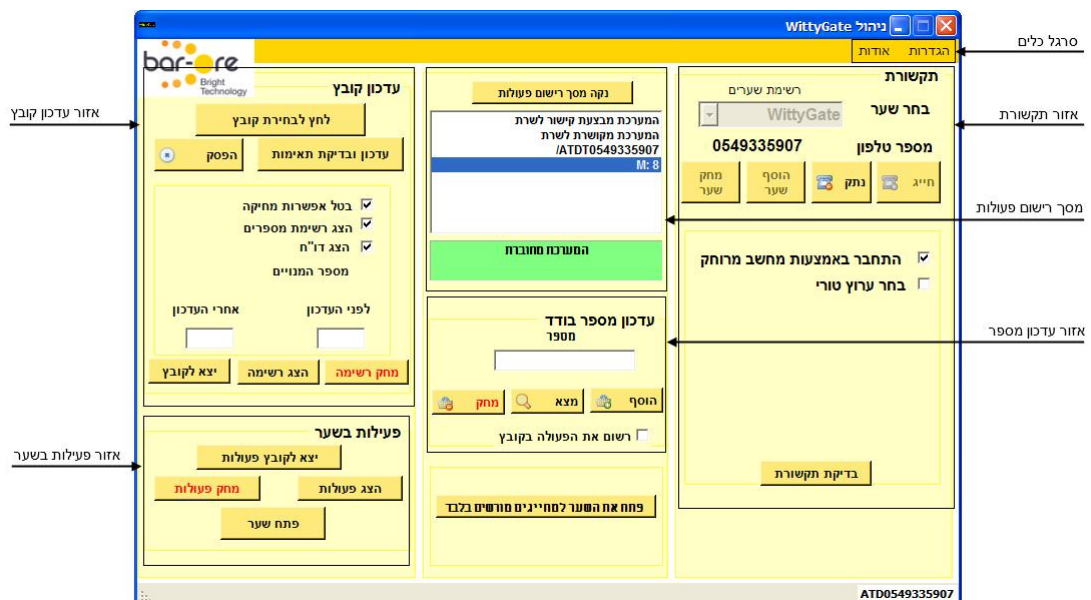 ניהול WittyGate
הגדרות אודות
סרגל כלים
תקשורת
רשימת שערים
בחר שער
WittyGate
מספר טלפון
0549335907
חייג
נתק
הוסף שער
מחק שער
אזור תקשורת
התחבר באמצעות מחשב מרוחק
בחר ערוץ טורי
בדיקת תקשורת
נקה מסך רישום פעולות
המערכת מבצעת קישור לשרת
המערכת מקושרת לשרת
/ATDT0549335907
M: 8
המערכת מחוברת
מסך רישום פעולות
עדכון מספר בודד
מספר
הוסף
מצא
מחק
רשום את הפעולה בקובץ
אזור עדכון מספר
פתח את השער למחייגים מורשים בלבד
bar-ore
Bright
Technology
עדכון קובץ
לחץ לבחירת קובץ
עדכון ובדיקת תאימות
הפסק
אזור עדכון קובץ
בטל אפשרות מחיקה
הצג רשימת מספרים
הצג דו"ח
מספר המנויים
לפני העדכון
אחרי העדכון
מחק רשימה
הצג רשימה
יצא לקובץ
פעילות בשער
יצא לקובץ פעולות
הצג פעולות
מחק פעולות
פתח שער
אזור פעילות בשער
ATD0549335907